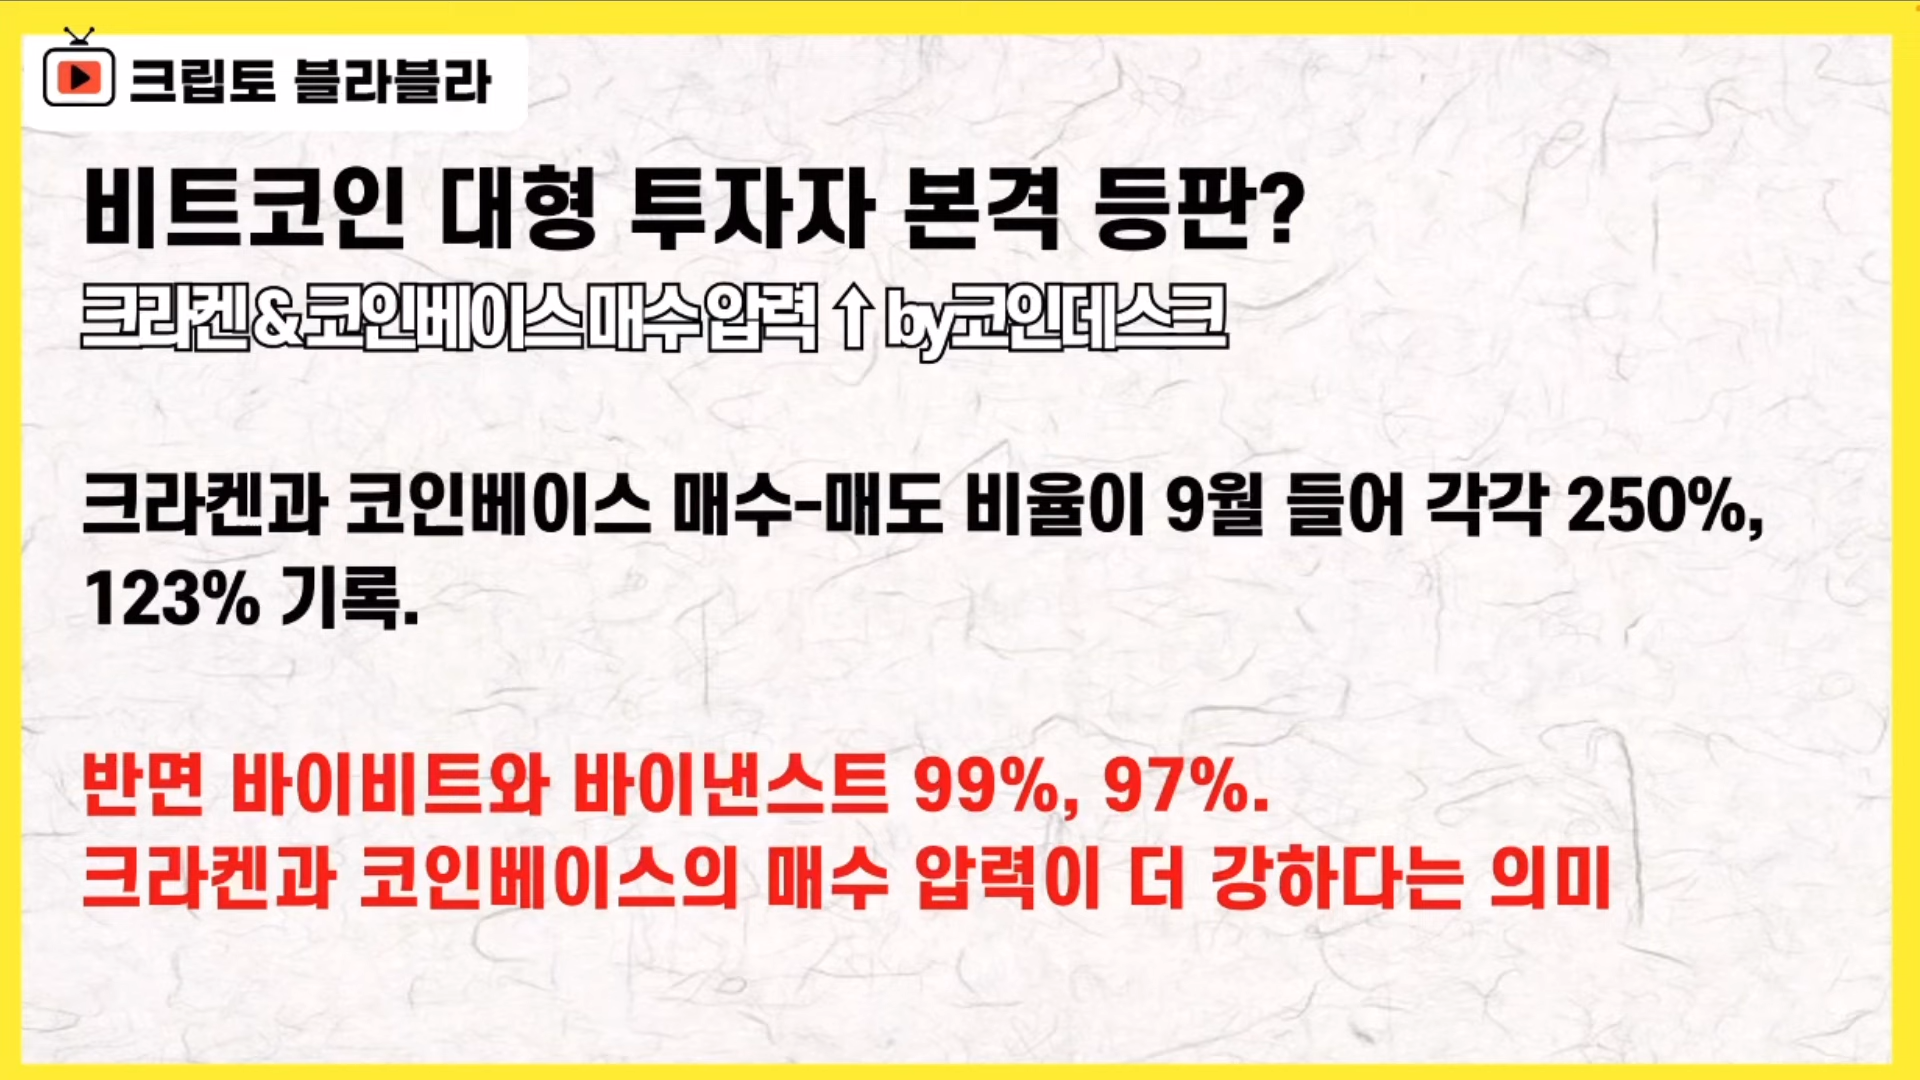 크립토 블라블라
비트코인 대형 투자자 본격 등판?
크라켄 & 코인베이스 매수 압력 ↑ by코인데스크
크라켄과 코인베이스 매수-매도 비율이 9월 들어 각각 250%,
123% 기록.
반면 바이비트와 바이낸스트 99%, 97%.
크라켄과 코인베이스의 매수 압력이 더 강하다는 의미